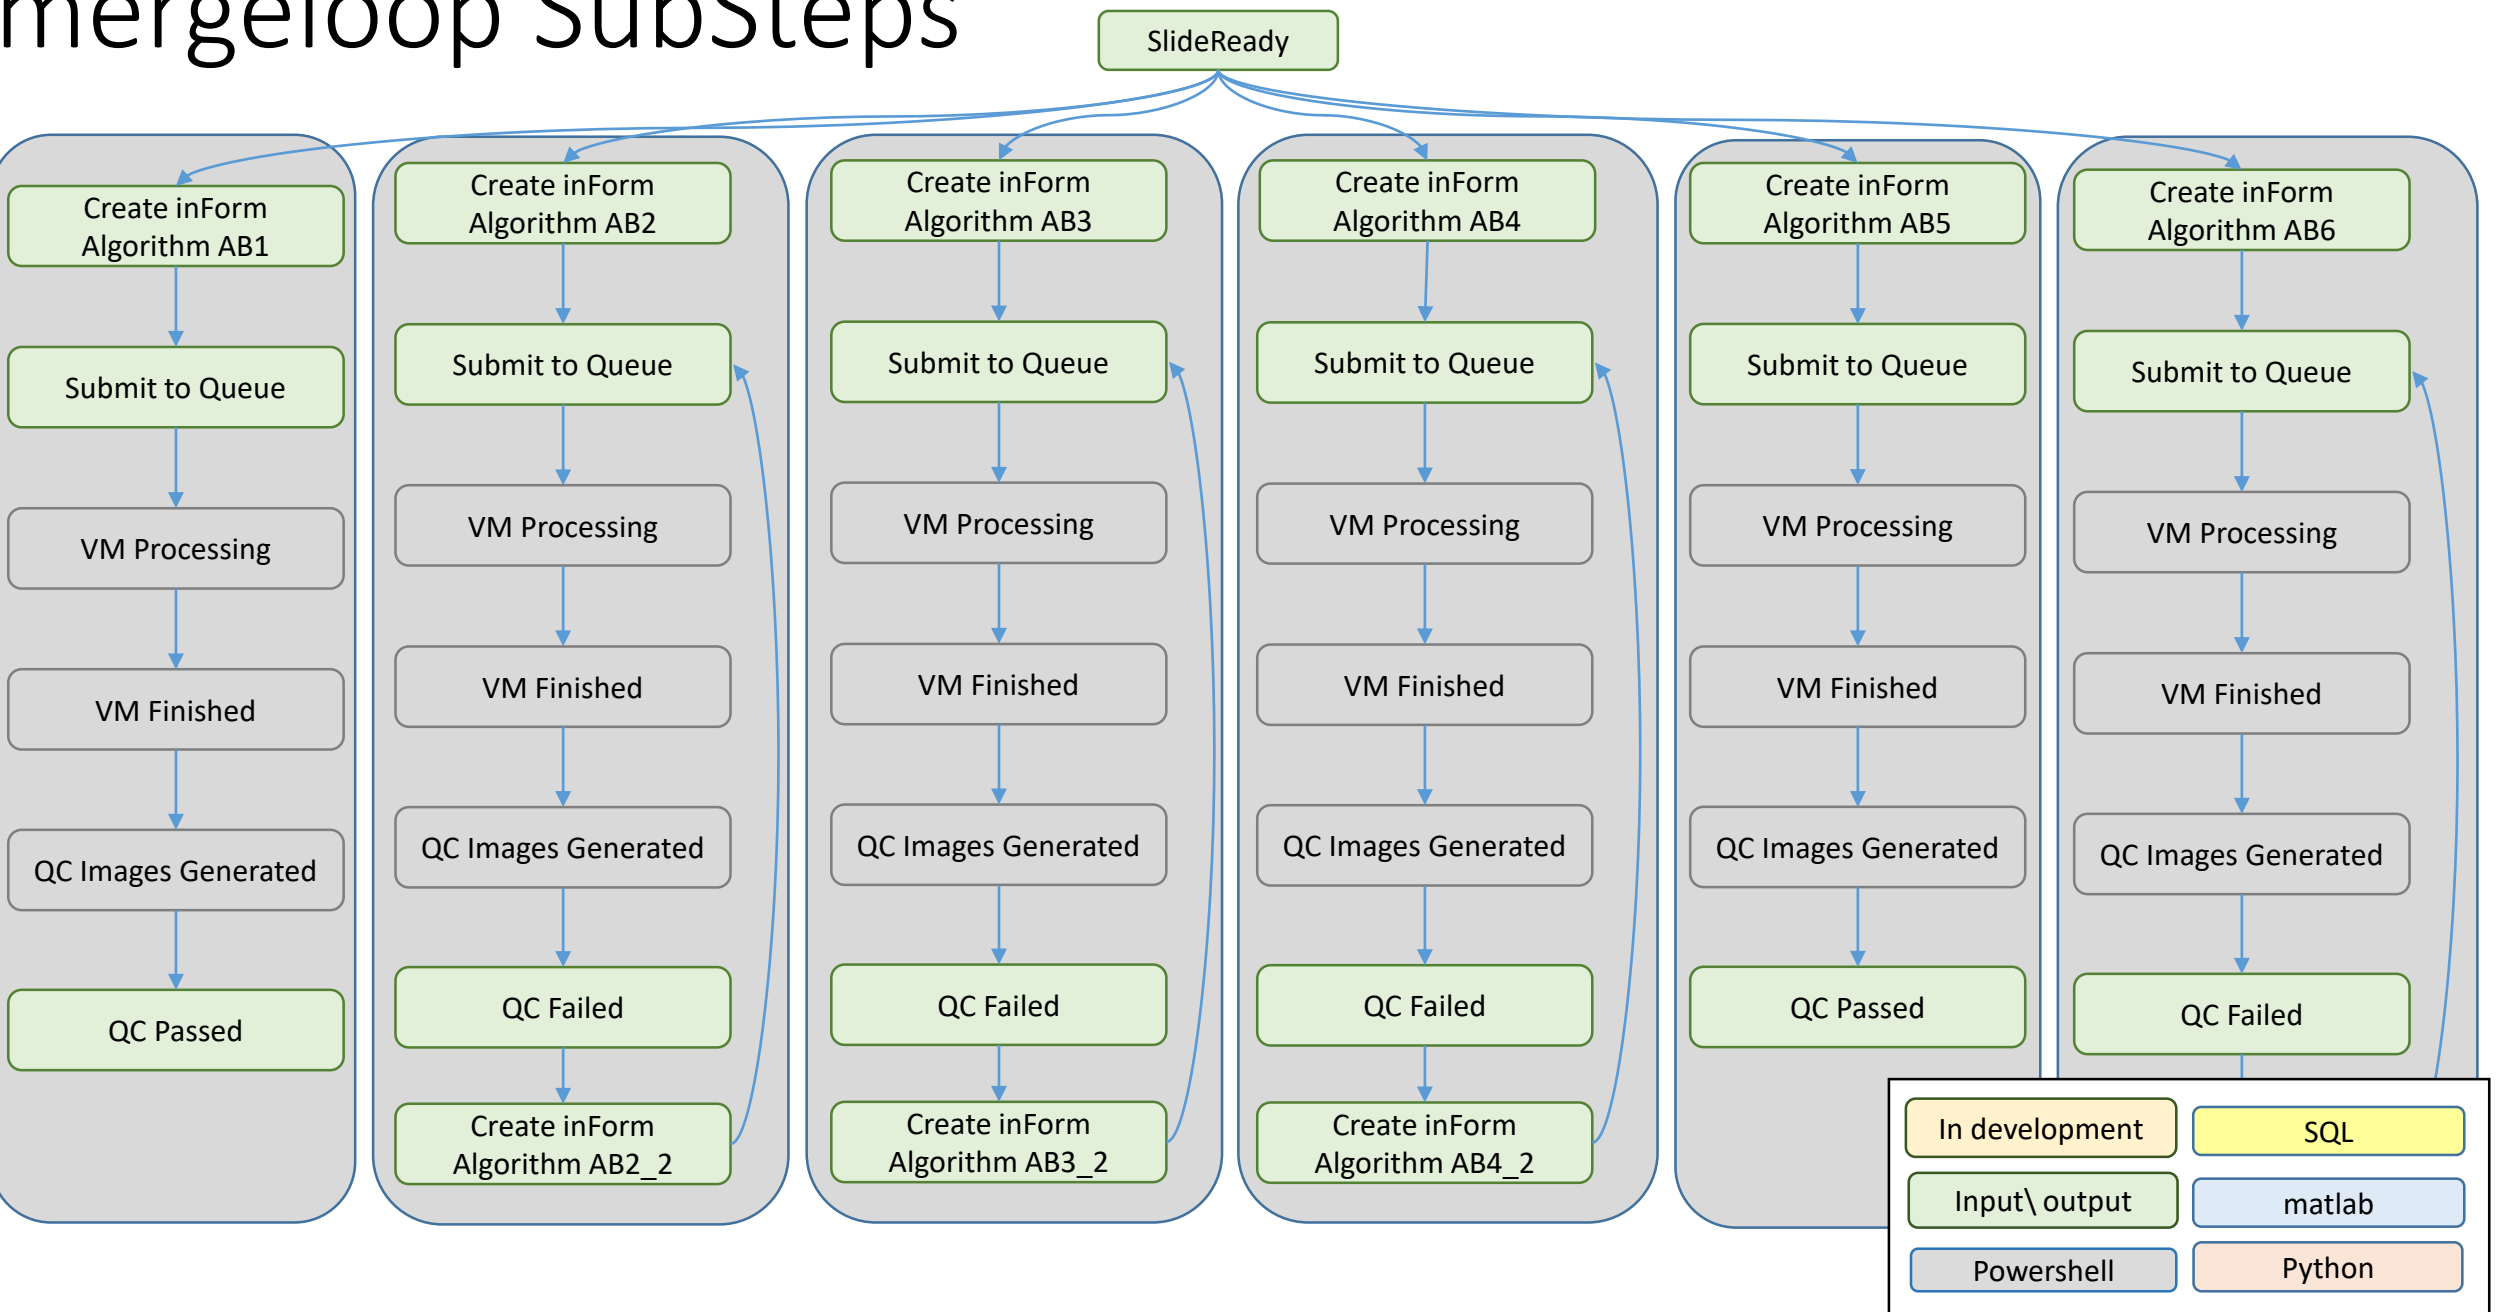 mergeloop SubSteps
SlideReady
Create inForm
Algorithm AB1
Submit to Queue
VM Processing
VM Finished
QC Images Generated
QC Passed
Create inForm
Algorithm AB2
Submit to Queue
VM Processing
VM Finished
QC Images Generated
QC Failed
Create inForm
Algorithm AB2_2
Create inForm
Algorithm AB3
Submit to Queue
VM Processing
VM Finished
QC Images Generated
QC Failed
Create inForm
Algorithm AB3_2
Create inForm
Algorithm AB4
Submit to Queue
VM Processing
VM Finished
QC Images Generated
QC Failed
Create inForm
Algorithm AB4_2
Create inForm
Algorithm AB5
Submit to Queue
VM Processing
VM Finished
QC Images Generated
QC Passed
Create inForm
Algorithm AB6
Submit to Queue
VM Processing
VM Finished
QC Images Generated
QC Failed
In development
SQL
Input\ output
matlab
Powershell
Python